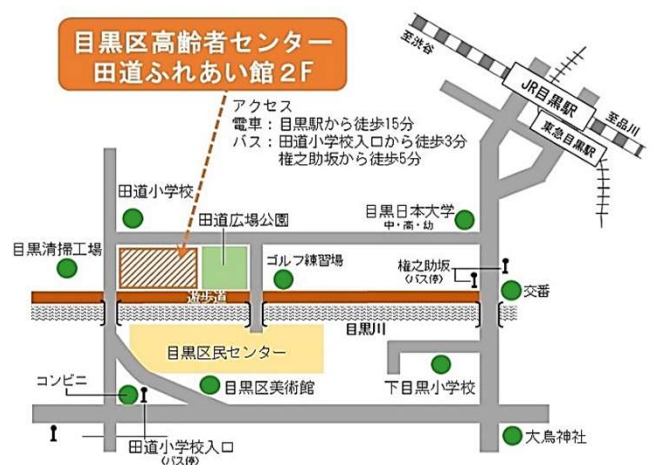 目黒区高齢者センター
田道ふれあい館2F
アクセス
電車：目黒駅から徒歩15分
バス：田道小学校入口から徒歩3分
権之助坂から徒歩5分
至渋谷
JR目黒駅
至品川
東急目黒駅
田道小学校
田道広場公園
目黒日本大学
中・高・幼
目黒清掃工場
ゴルフ練習場
権之助坂
（バス停）
交番
遊歩道
目黒川
目黒区民センター
コンビニ
目黒区美術館
下目黒小学校
田道小学校入口
（バス停）
大鳥神社